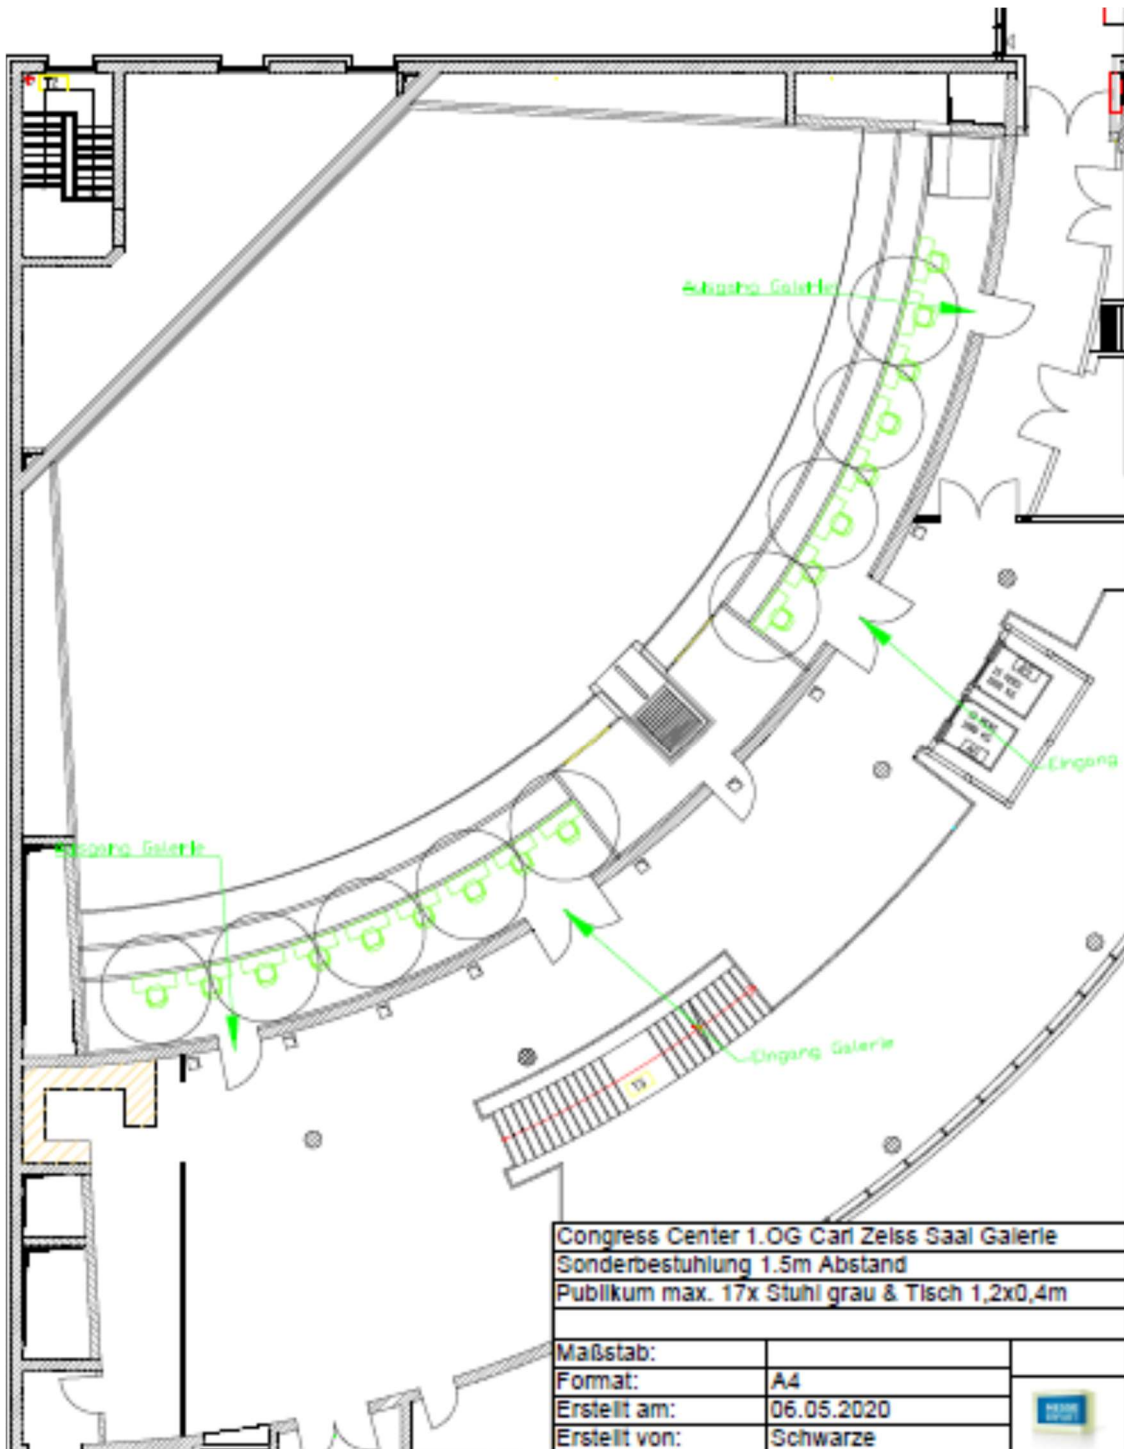 Ausgang Galerie
Eingang
Ausgang Galerie
Eingang Galerie
Congress Center 1.OG Carl Zeiss Saal Galerie
Sonderbestuhlung 1.5m Abstand
Publikum max. 17x Stuhl grau & Tisch 1,2x0,4m
Maßstab:
Format: A4
Erstellt am: 06.05.2020
Erstellt von: Schwarze
MESSE